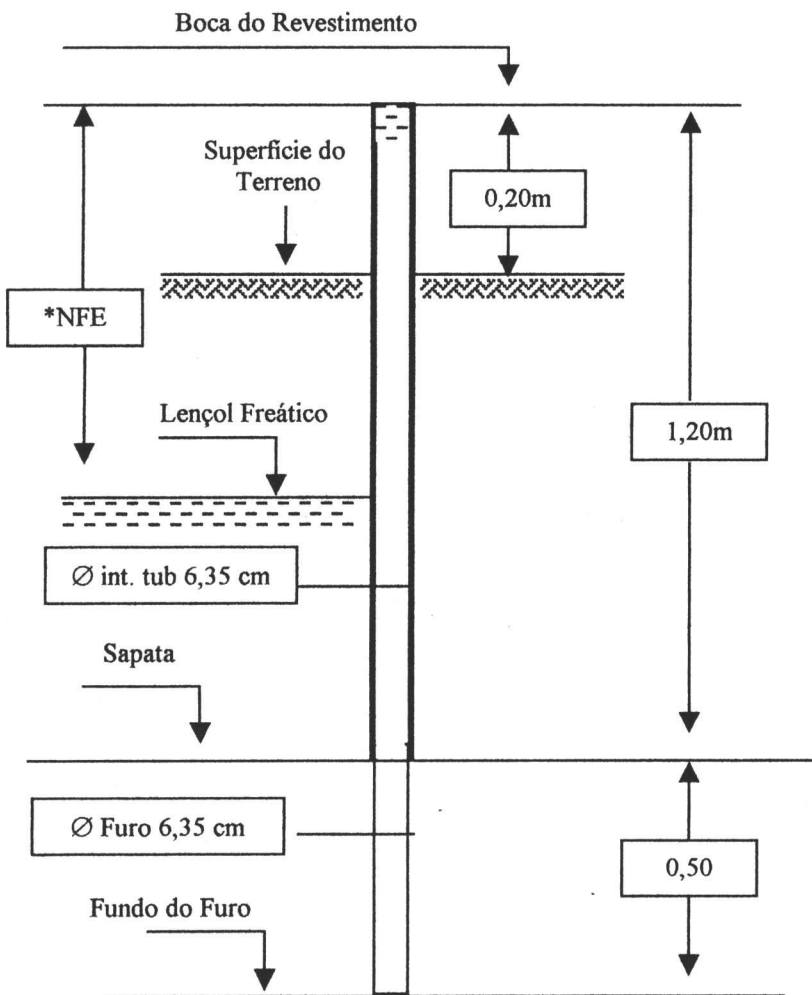 Boca do Revestimento
Superfície do
Terreno
0,20m
*NFE
Lençol Freático
1,20m
∅ int. tub 6,35 cm
Sapata
∅ Furo 6,35 cm
0,50
Fundo do Furo